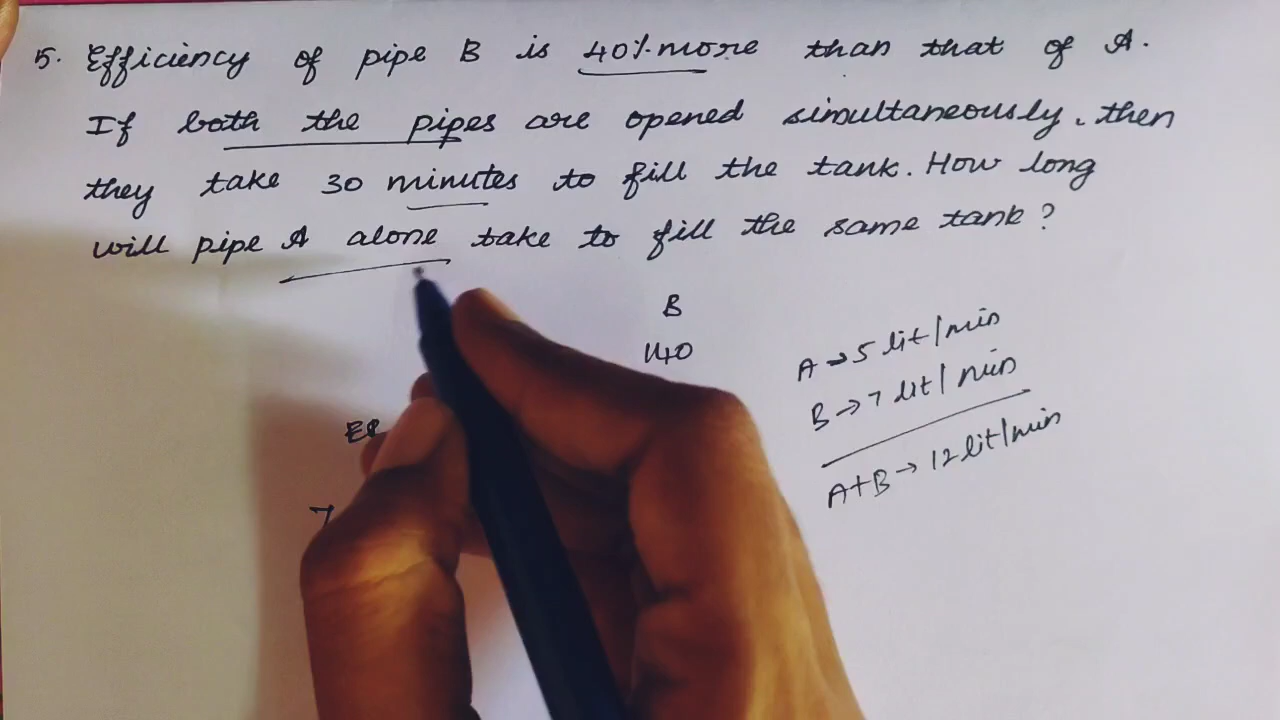 5. Efficiency of pipe B is 40% more than that of A.
If both the pipes are opened simultaneously, then
they take 30 minutes to fill the tank. How long
will pipe A alone take to fill the same tank?
B
140
A → 5 lit/min
B → 7 lit/min
A+B → 12 lit/min
7